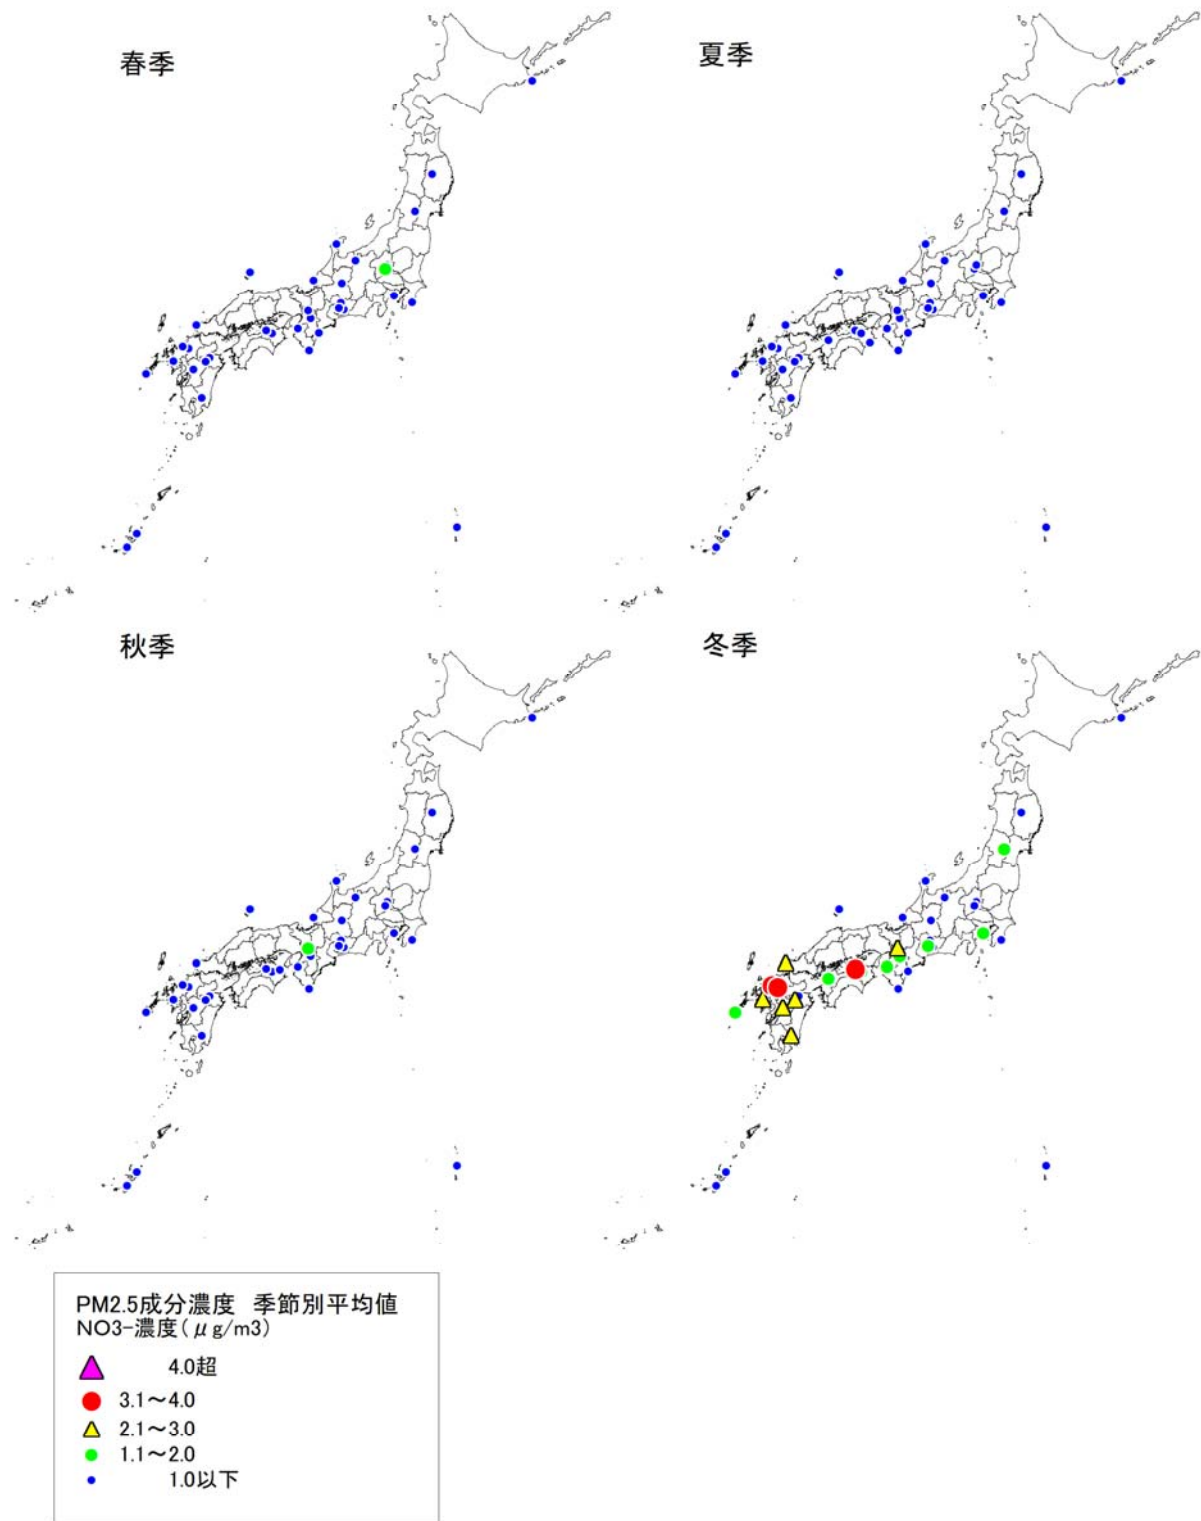 春季
夏季
秋季
冬季
PM2.5成分濃度 季節別平均値
NO3-濃度(μg/m3)
4.0超
3.1~4.0
2.1~3.0
1.1~2.0
1.0以下